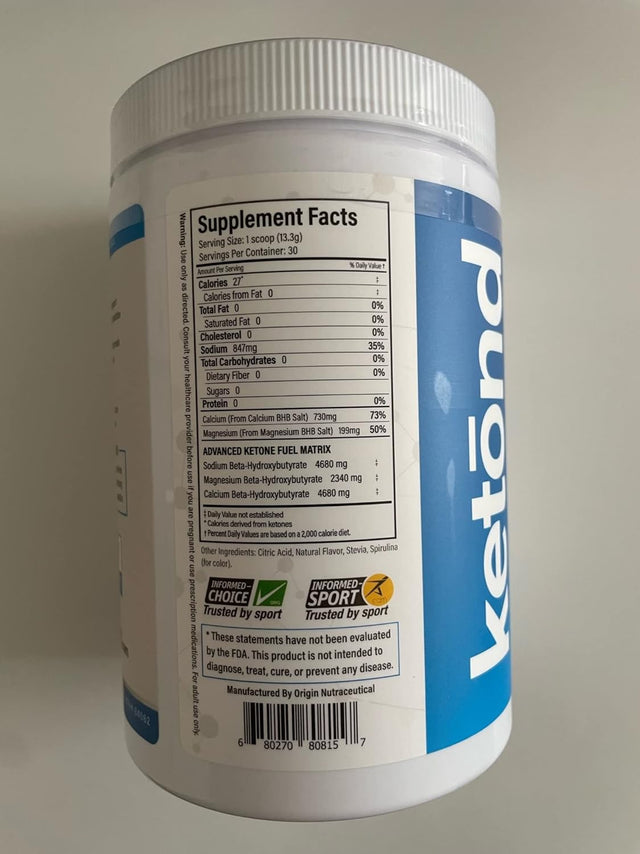 Supplement Facts
Serving Size: 1 scoop (13.3g)
Servings Per Container: 30
Amount Per Serving % Daily Value †
Calories 27* ‡
Calories from Fat 0 ‡
Total Fat 0 0%
Saturated Fat 0 0%
Cholesterol 0 0%
Sodium 847mg 35%
Total Carbohydrates 0 0%
Dietary Fiber 0 0%
Sugars 0
Protein 0 0%
Calcium (From Calcium BHB Salt) 730mg 73%
Magnesium (From Magnesium BHB Salt) 199mg 50%
ADVANCED KETONE FUEL MATRIX
Sodium Beta-Hydroxybutyrate 4680 mg ‡
Magnesium Beta-Hydroxybutyrate 2340 mg ‡
Calcium Beta-Hydroxybutyrate 4680 mg ‡
‡ Daily Value not established
* Calories derived from ketones
† Percent Daily Values are based on a 2,000 calorie diet.
Other Ingredients: Citric Acid, Natural Flavor, Stevia, Spirulina
(for color).
INFORMED-
CHOICE
Trusted by sport
INFORMED-
SPORT
Trusted by sport
* These statements have not been evaluated
by the FDA. This product is not intended to
diagnose, treat, cure, or prevent any disease.
Manufactured By Origin Nutraceutical
6 80270 80815 7
Warning: Use only as directed. Consult your healthcare provider before use if you are pregnant or use prescription medications. For adult use only.
ketōnd